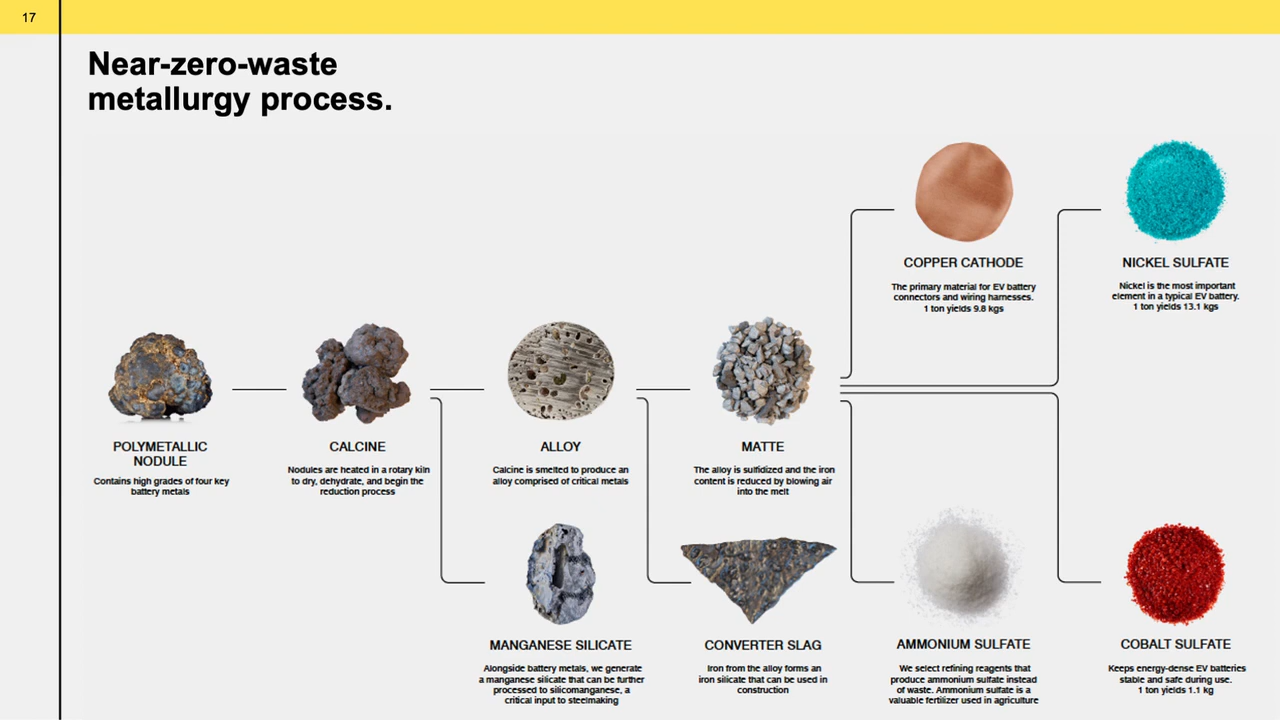 17
Near-zero-waste
metallurgy process.
COPPER CATHODE
The primary material for EV battery
connectors and wiring harnesses.
1 ton yields 9.8 kgs
NICKEL SULFATE
Nickel is the most important
element in a typical EV battery.
1 ton yields 13.1 kgs
POLYMETALLIC
NODULE
Contains high grades of four key
battery metals
CALCINE
Nodules are heated in a rotary kiln
to dry, dehydrate, and begin the
reduction process
ALLOY
Calcine is smelted to produce an
alloy comprised of critical metals
MATTE
The alloy is sulfidized and the iron
content is reduced by blowing air
into the melt
MANGANESE SILICATE
Alongside battery metals, we generate
a manganese silicate that can be further
processed to silicomanganese, a
critical input to steelmaking
CONVERTER SLAG
Iron from the alloy forms an
iron silicate that can be used in
construction
AMMONIUM SULFATE
We select refining reagents that
produce ammonium sulfate instead
of waste. Ammonium sulfate is a
valuable fertilizer used in agriculture
COBALT SULFATE
Keeps energy-dense EV batteries
stable and safe during use.
1 ton yields 1.1 kg